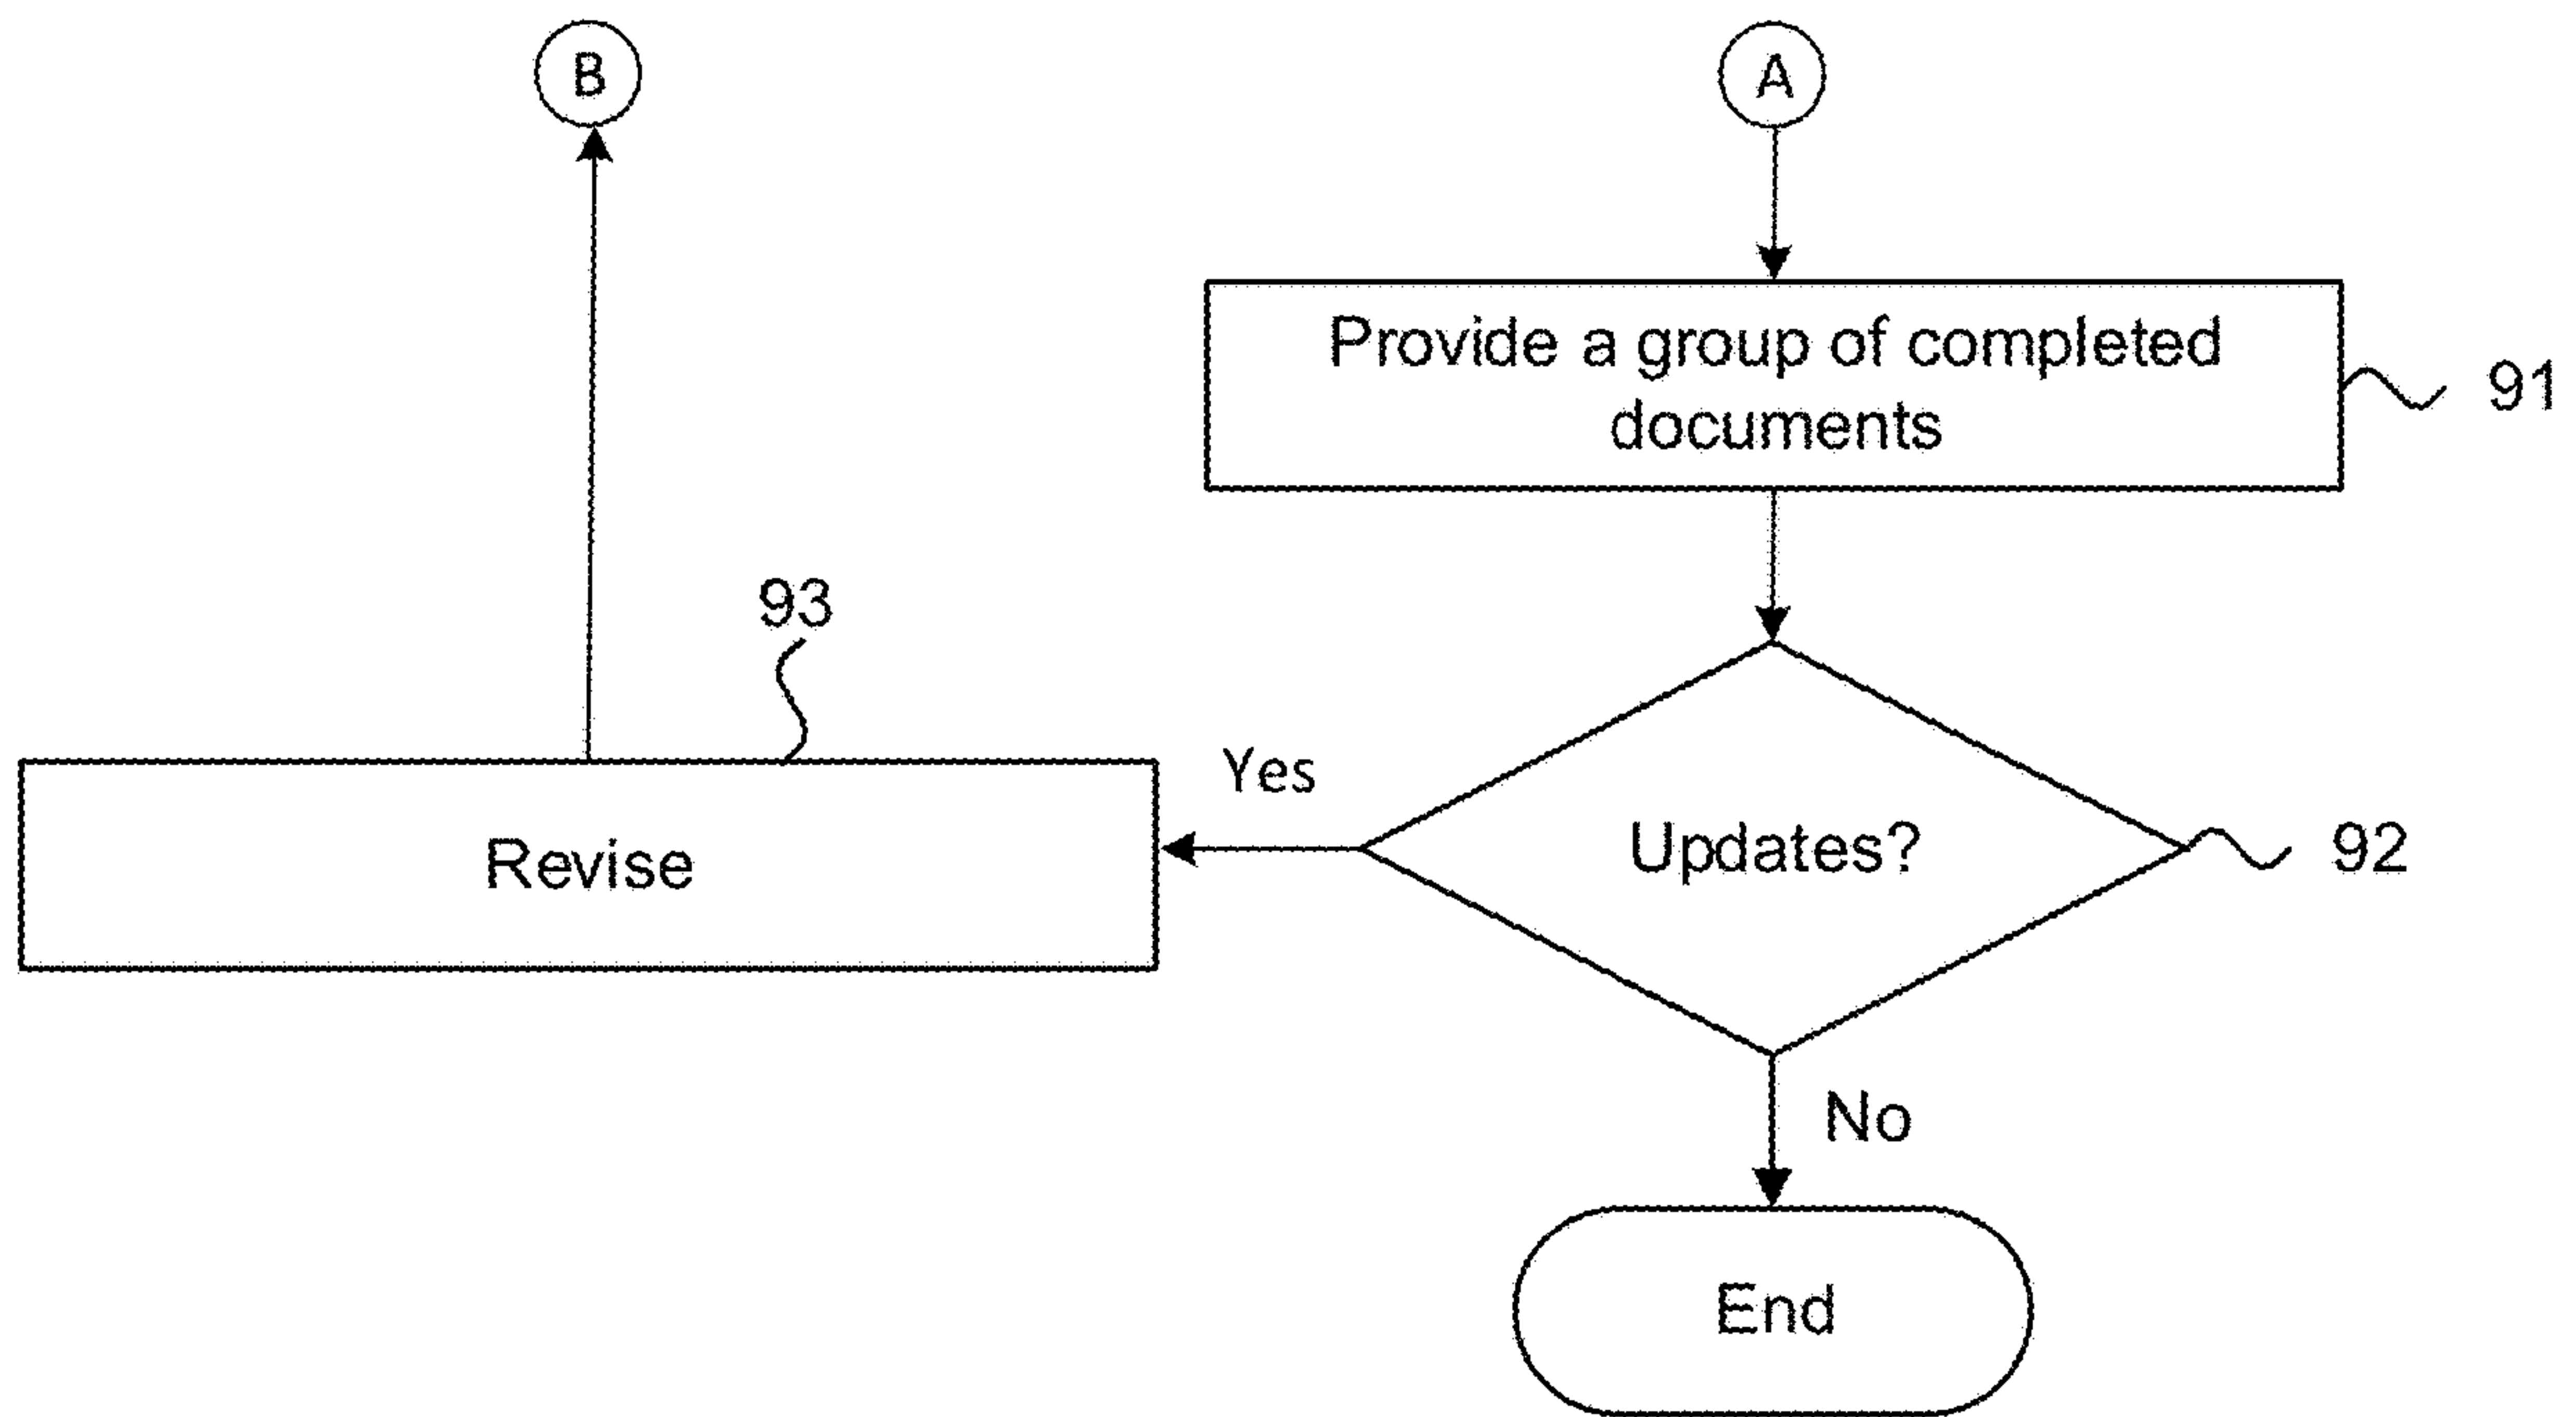 B
A
Provide a group of completed
documents
91
93
Yes
Revise
Updates?
92
No
End